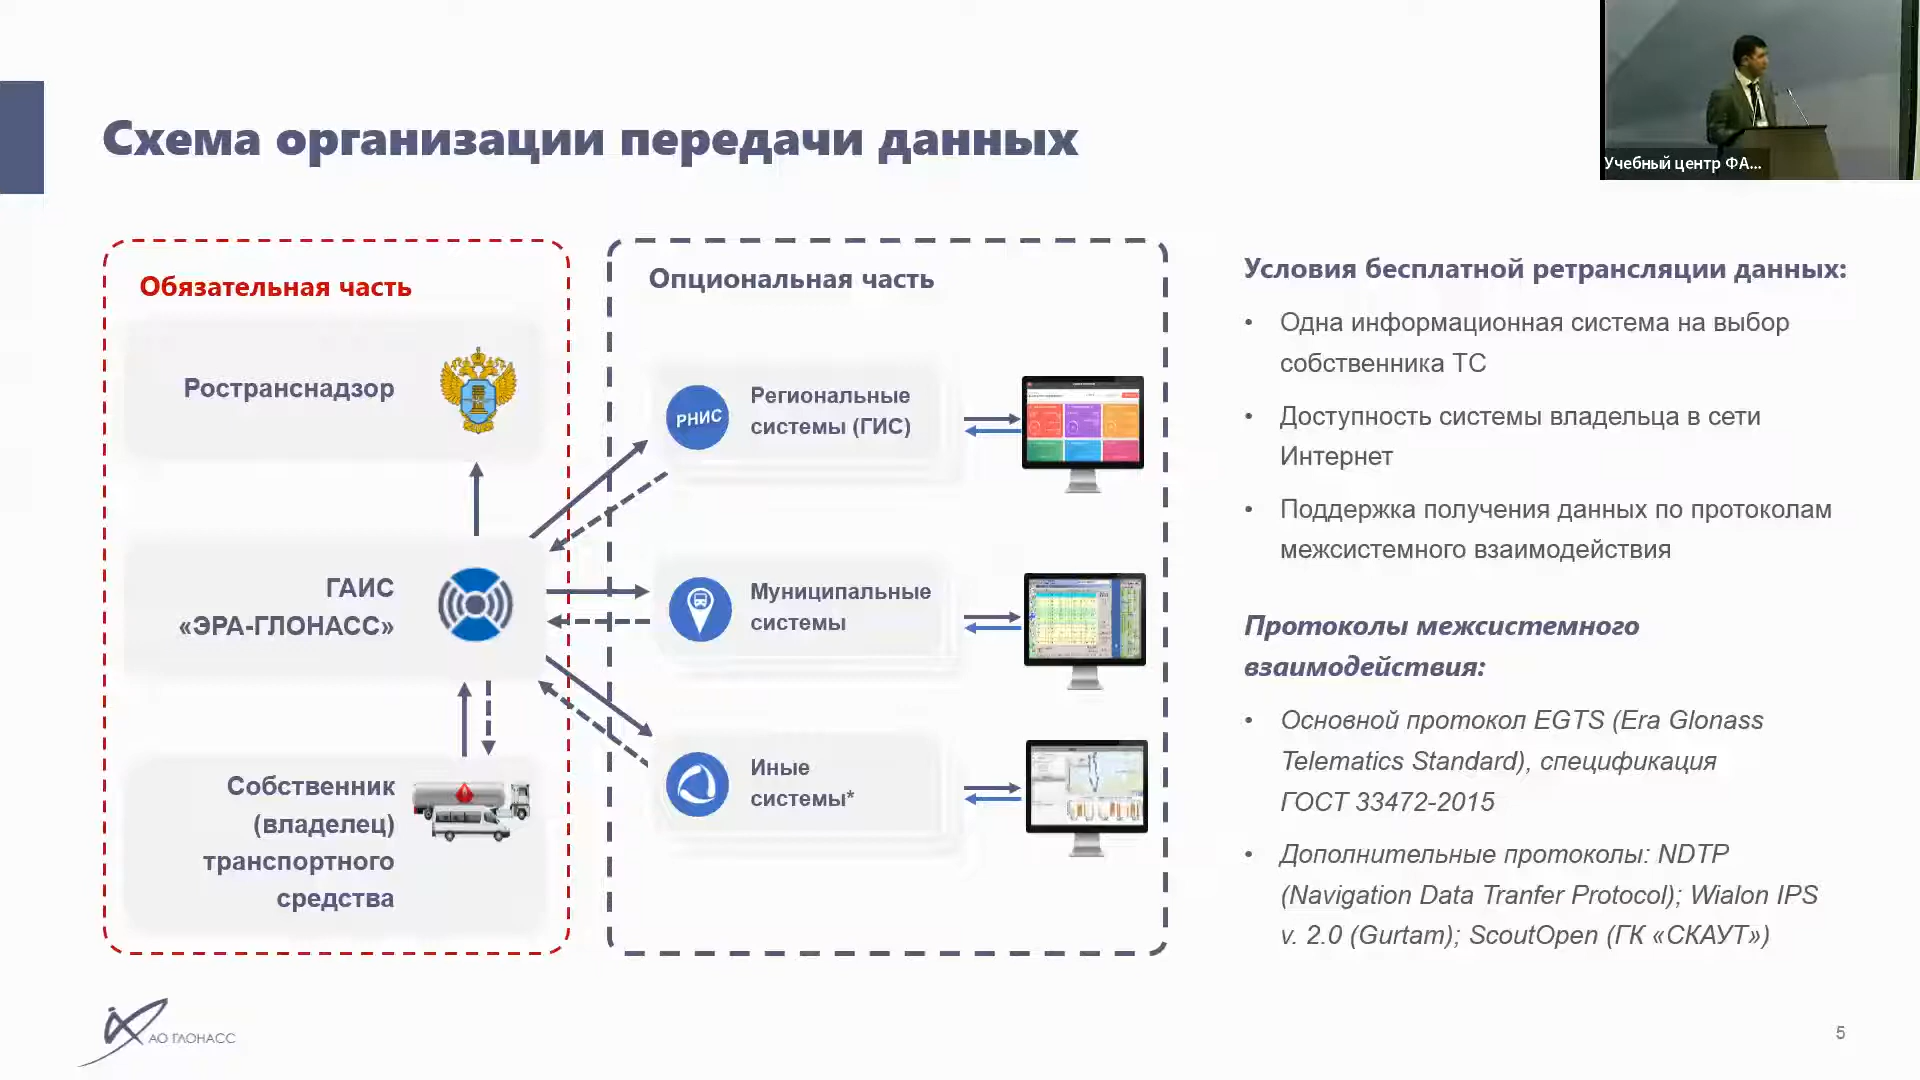 Учебный центр ФА...
Схема организации передачи данных
Обязательная часть
Ространснадзор
ГАИС
«ЭРА-ГЛОНАСС»
Собственник
(владелец)
транспортного
средства
Опциональная часть
РНИС
Региональные
системы (ГИС)
Муниципальные
системы
Иные
системы*
Условия бесплатной ретрансляции данных:
• Одна информационная система на выбор
собственника ТС
• Доступность системы владельца в сети
Интернет
• Поддержка получения данных по протоколам
межсистемного взаимодействия
Протоколы межсистемного
взаимодействия:
• Основной протокол EGTS (Era Glonass
Telematics Standard), спецификация
ГОСТ 33472-2015
• Дополнительные протоколы: NDTP
(Navigation Data Tranfer Protocol); Wialon IPS
v. 2.0 (Gurtam); ScoutOpen (ГК «СКАУТ»)
АО ГЛОНАСС
5